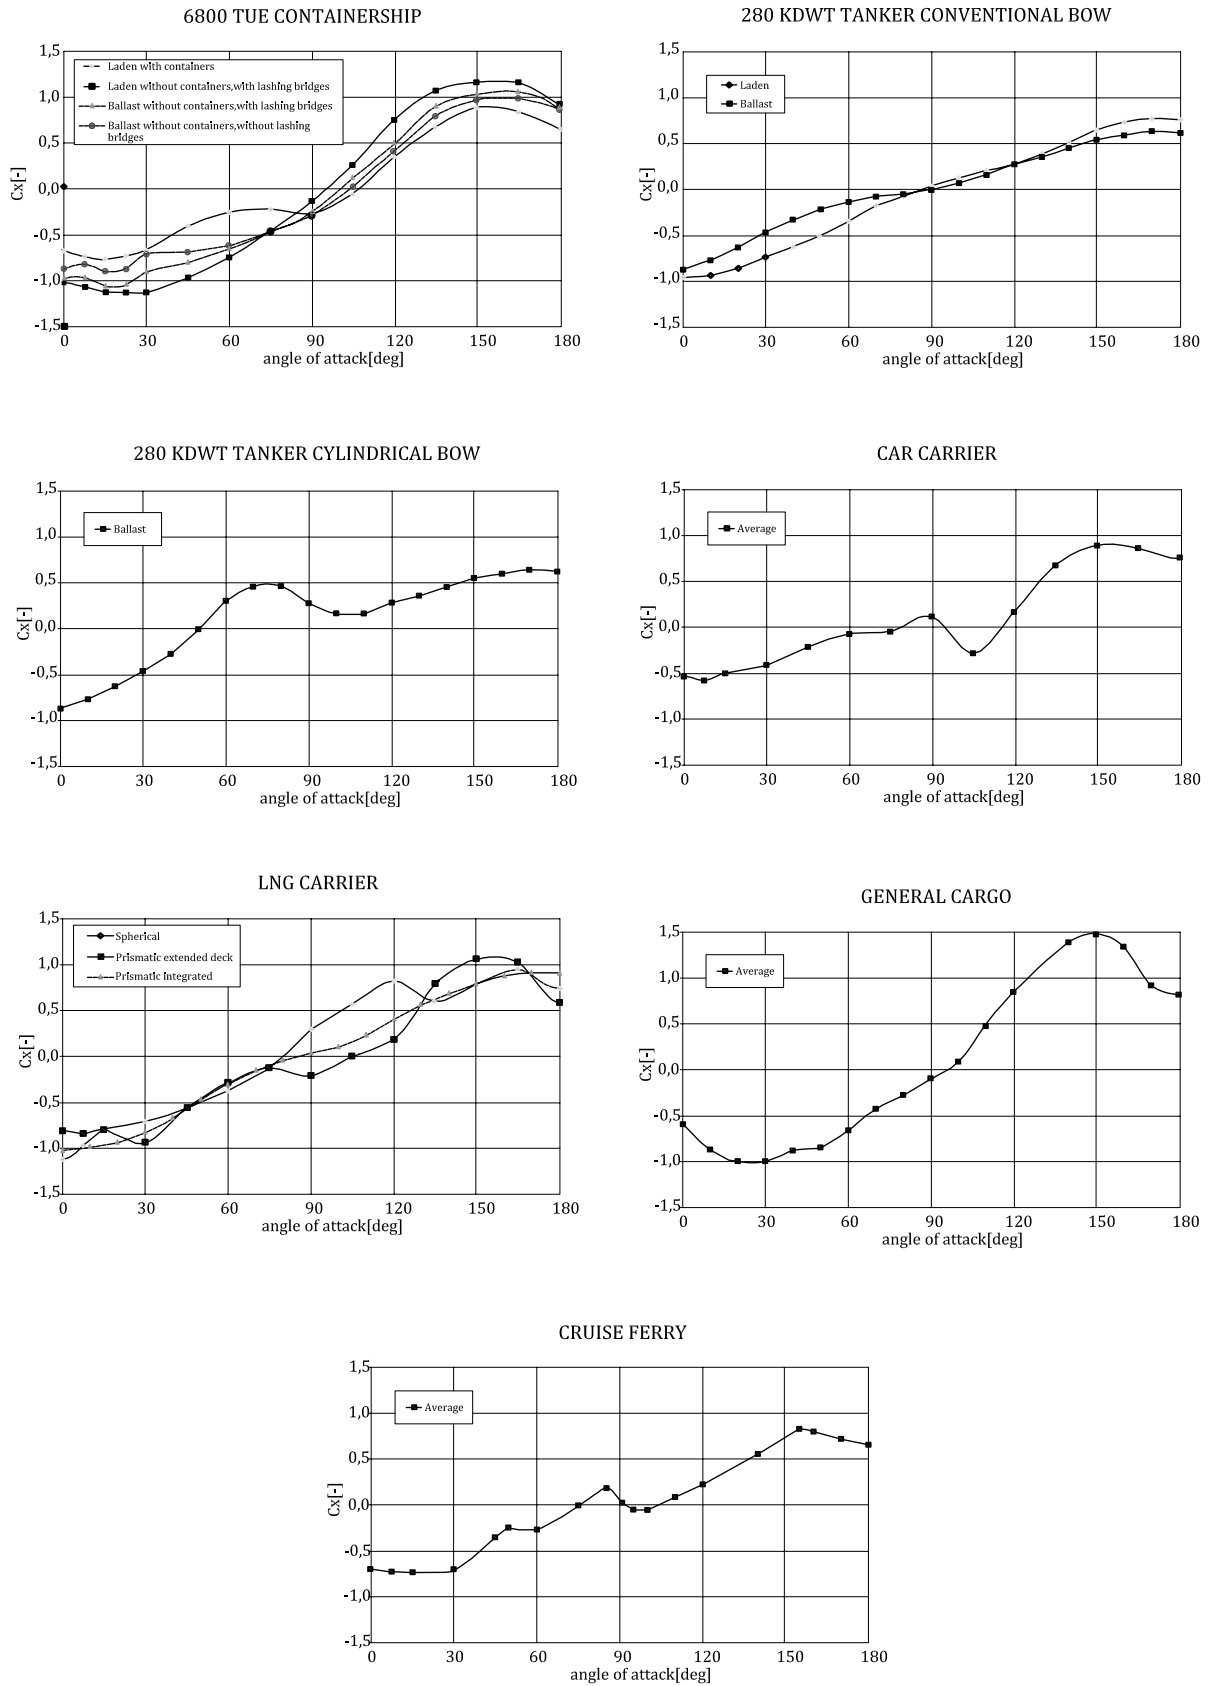 6800 TUE CONTAINERSHIP
1,5
1,0
0,5
0,0
-0,5
-1,0
-1,5
Cx[-]
Laden with containers
Laden without containers,with lashing bridges
Ballast without containers,with lashing bridges
Ballast without containers,without lashing
bridges
0 30 60 90 120 150 180
angle of attack[deg]
280 KDWT TANKER CONVENTIONAL BOW
1,5
1,0
0,5
0,0
-0,5
-1,0
-1,5
Cx[-]
Laden
Ballast
0 30 60 90 120 150 180
angle of attack[deg]
280 KDWT TANKER CYLINDRICAL BOW
1,5
1,0
0,5
0,0
-0,5
-1,0
-1,5
Cx[-]
Ballast
0 30 60 90 120 150 180
angle of attack[deg]
CAR CARRIER
1,5
1,0
0,5
0,0
-0,5
-1,0
-1,5
Cx[-]
Average
0 30 60 90 120 150 180
angle of attack[deg]
LNG CARRIER
1,5
1,0
0,5
0,0
-0,5
-1,0
-1,5
Cx[-]
Spherical
Prismatic extended deck
Prismatic integrated
0 30 60 90 120 150 180
angle of attack[deg]
GENERAL CARGO
1,5
1,0
0,5
0,0
-0,5
-1,0
-1,5
Cx[-]
Average
0 30 60 90 120 150 180
angle of attack[deg]
CRUISE FERRY
1,5
1,0
0,5
0,0
-0,5
-1,0
-1,5
Cx[-]
Average
0 30 60 90 120 150 180
angle of attack[deg]